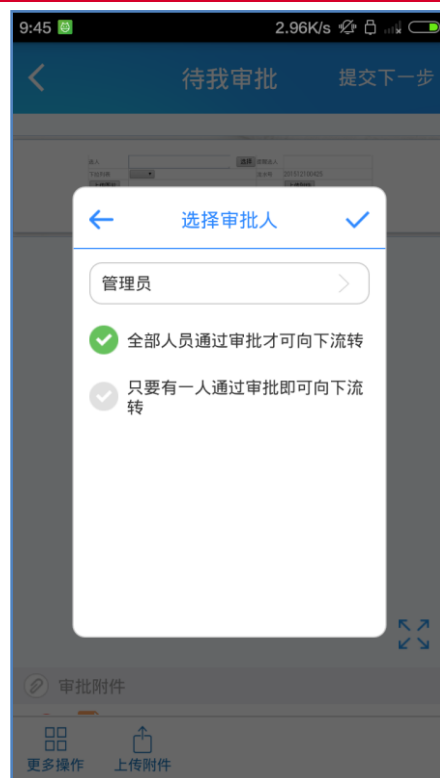 9:45 2.96K/s
待我审批 提交下一步
选择
选择审批人
管理员
全部人员通过审批才可向下流转
只要有一人通过审批即可向下流
转
审批附件
更多操作 上传附件